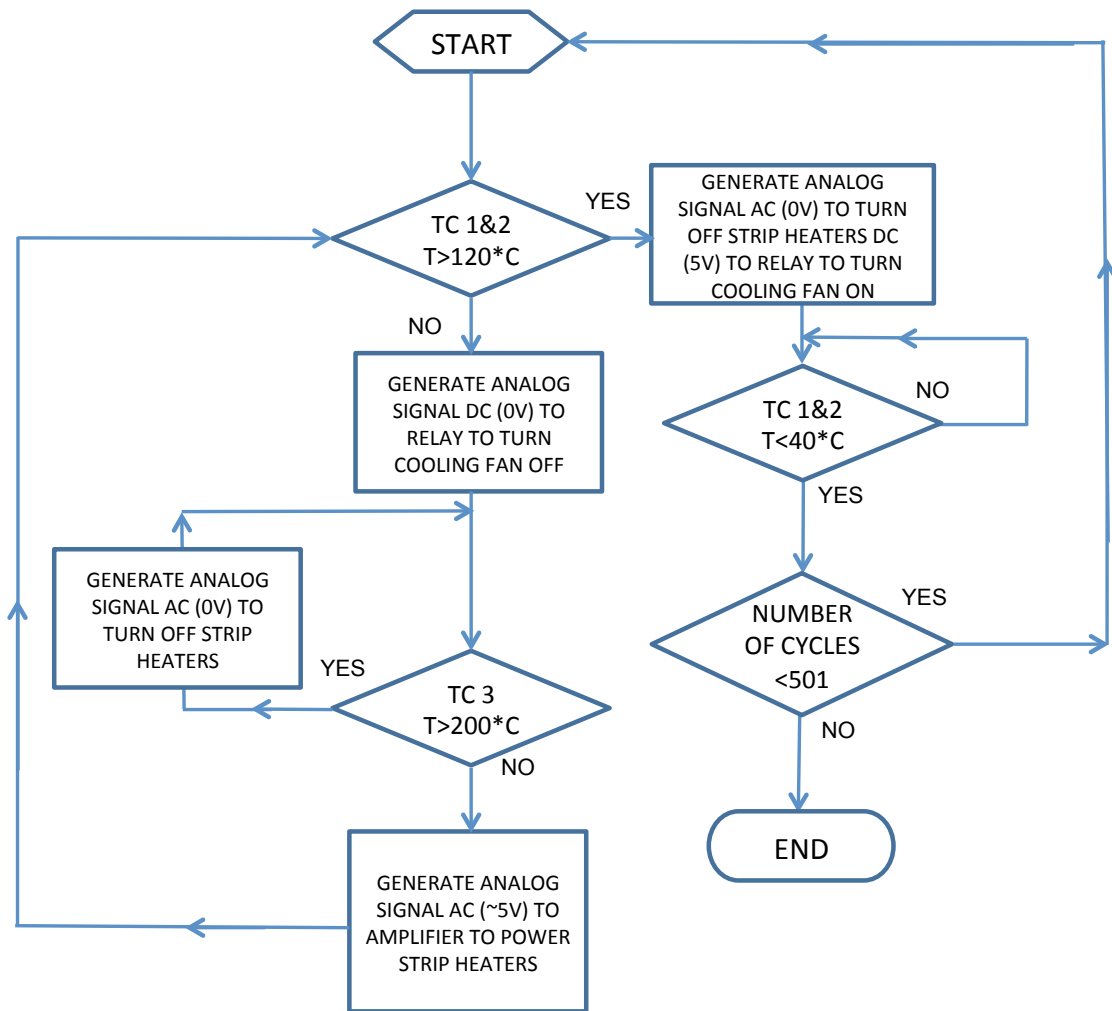 START
TC 1&2
T>120*C
YES
GENERATE ANALOG
SIGNAL AC (0V) TO TURN
OFF STRIP HEATERS DC
(5V) TO RELAY TO TURN
COOLING FAN ON
NO
GENERATE ANALOG
SIGNAL DC (0V) TO
RELAY TO TURN
COOLING FAN OFF
TC 1&2
T<40*C
NO
YES
GENERATE ANALOG
SIGNAL AC (0V) TO
TURN OFF STRIP
HEATERS
YES
TC 3
T>200*C
NO
NUMBER
OF CYCLES
<501
YES
NO
END
GENERATE ANALOG
SIGNAL AC (~5V) TO
AMPLIFIER TO POWER
STRIP HEATERS